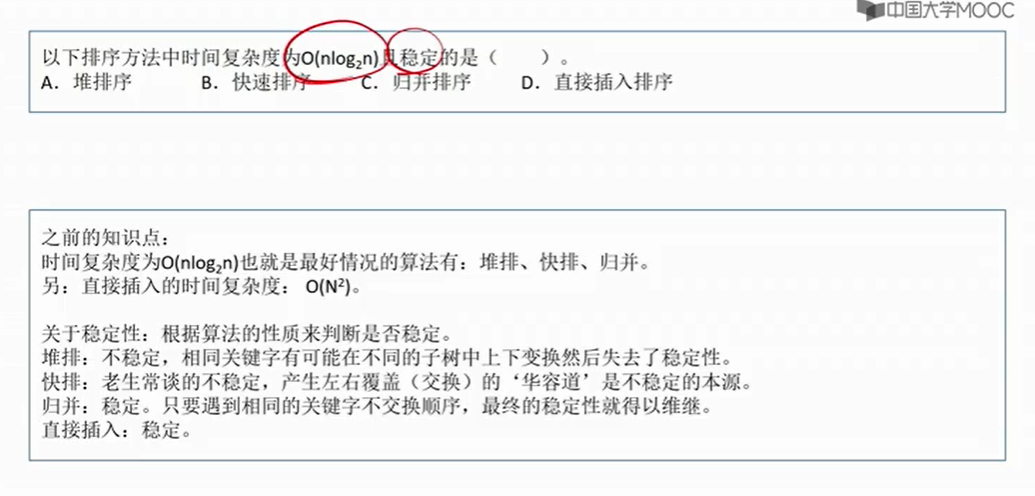 中国大学MOOC
以下排序方法中时间复杂度为O(nlog₂n)且稳定的是（　　）。
A．堆排序　　B．快速排序　　C．归并排序　　D．直接插入排序
之前的知识点：
时间复杂度为O(nlog₂n)也就是最好情况的算法有：堆排、快排、归并。
另：直接插入的时间复杂度： O(N²)。
关于稳定性：根据算法的性质来判断是否稳定。
堆排：不稳定，相同关键字有可能在不同的子树中上下变换然后失去了稳定性。
快排：老生常谈的不稳定，产生左右覆盖（交换）的‘华容道’是不稳定的本源。
归并：稳定。只要遇到相同的关键字不交换顺序，最终的稳定性就得以维继。
直接插入：稳定。